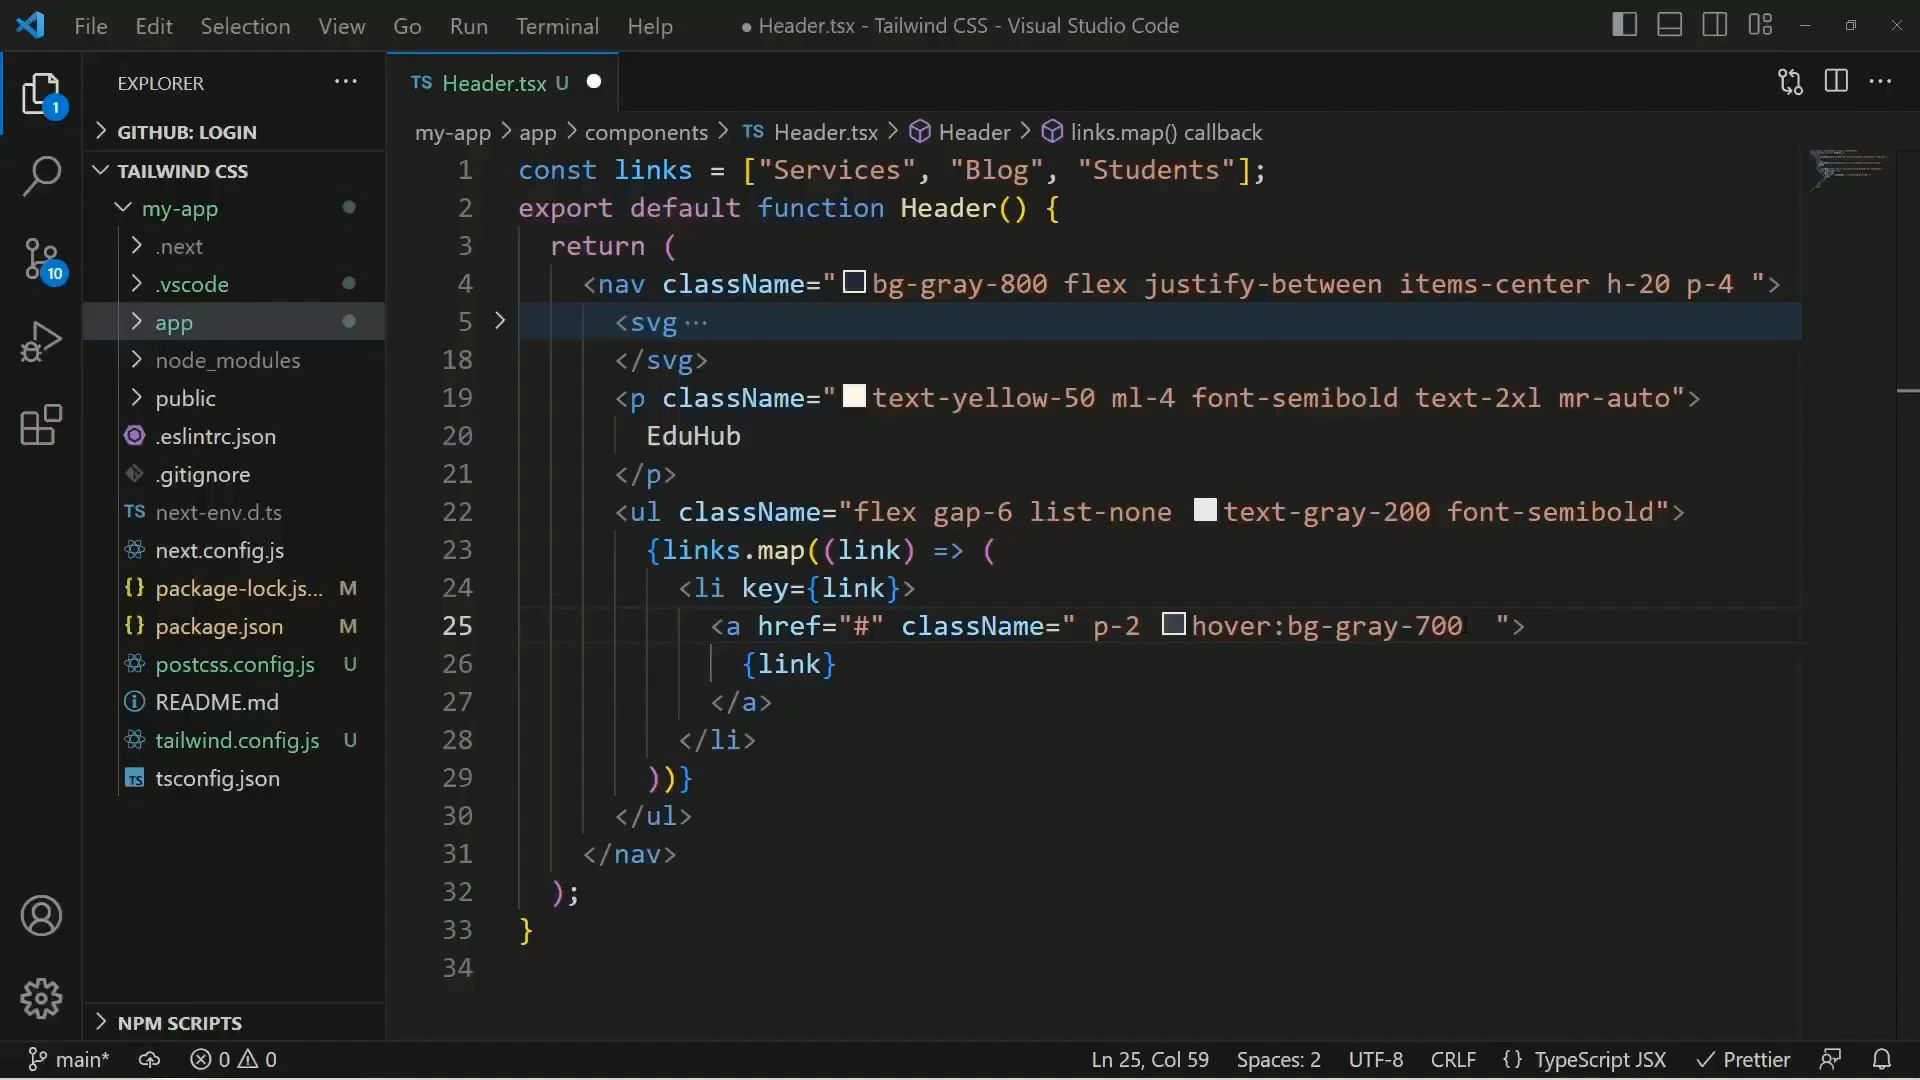 File Edit Selection View Go Run Terminal Help ● Header.tsx - Tailwind CSS - Visual Studio Code
EXPLORER ···
1
GITHUB: LOGIN
TAILWIND CSS
my-app
.next
10
.vscode
app
node_modules
public
.eslintrc.json
.gitignore
TS next-env.d.ts
next.config.js
{} package-lock.js... M
{} package.json M
postcss.config.js U
README.md
tailwind.config.js U
TS tsconfig.json
NPM SCRIPTS
TS Header.tsx U
my-app > app > components > TS Header.tsx > Header > links.map() callback
1 const links = ["Services", "Blog", "Students"];
2 export default function Header() {
3 return (
4 <nav className="bg-gray-800 flex justify-between items-center h-20 p-4 ">
5 <svg···
18 </svg>
19 <p className="text-yellow-50 ml-4 font-semibold text-2xl mr-auto">
20 EduHub
21 </p>
22 <ul className="flex gap-6 list-none text-gray-200 font-semibold">
23 {links.map((link) => (
24 <li key={link}>
25 <a href="#" className=" p-2 hover:bg-gray-700  ">
26 {link}
27 </a>
28 </li>
29 ))}
30 </ul>
31 </nav>
32 );
33 }
34
main* 0 0 Ln 25, Col 59 Spaces: 2 UTF-8 CRLF {} TypeScript JSX Prettier